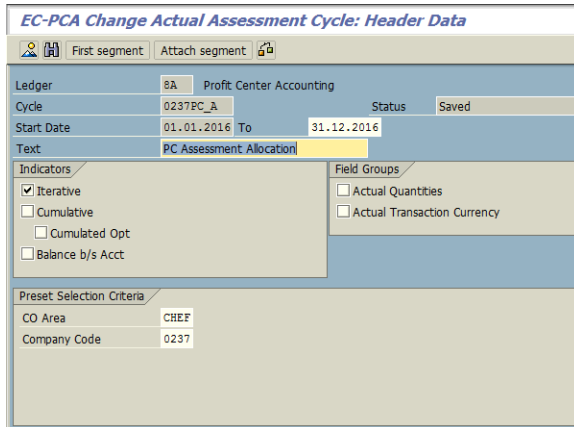 EC-PCA Change Actual Assessment Cycle: Header Data
First segment Attach segment
Ledger 8A Profit Center Accounting
Cycle 0237PC_A Status Saved
Start Date 01.01.2016 To 31.12.2016
Text PC Assessment Allocation
Indicators Field Groups
Iterative Actual Quantities
Cumulative Actual Transaction Currency
Cumulated Opt
Balance b/s Acct
Preset Selection Criteria
CO Area CHEF
Company Code 0237